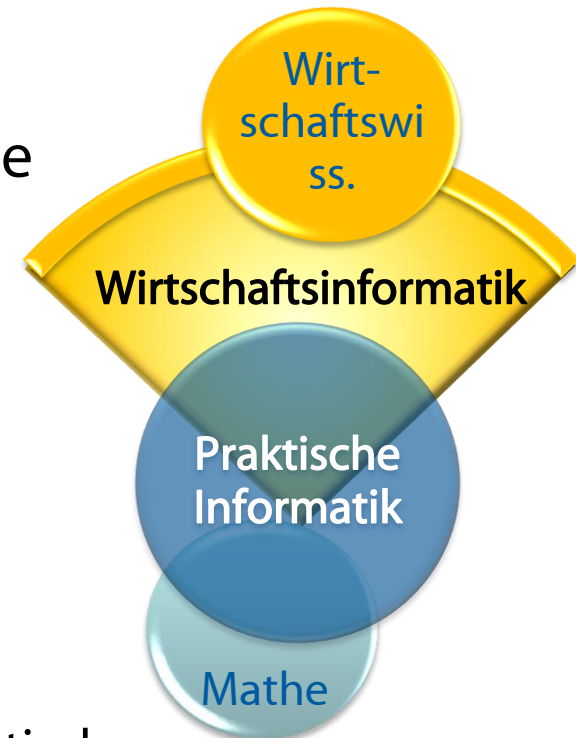 Wirt-
schaftswi
ss.
e
Wirtschaftsinformatik
Praktische
Informatik
Mathe